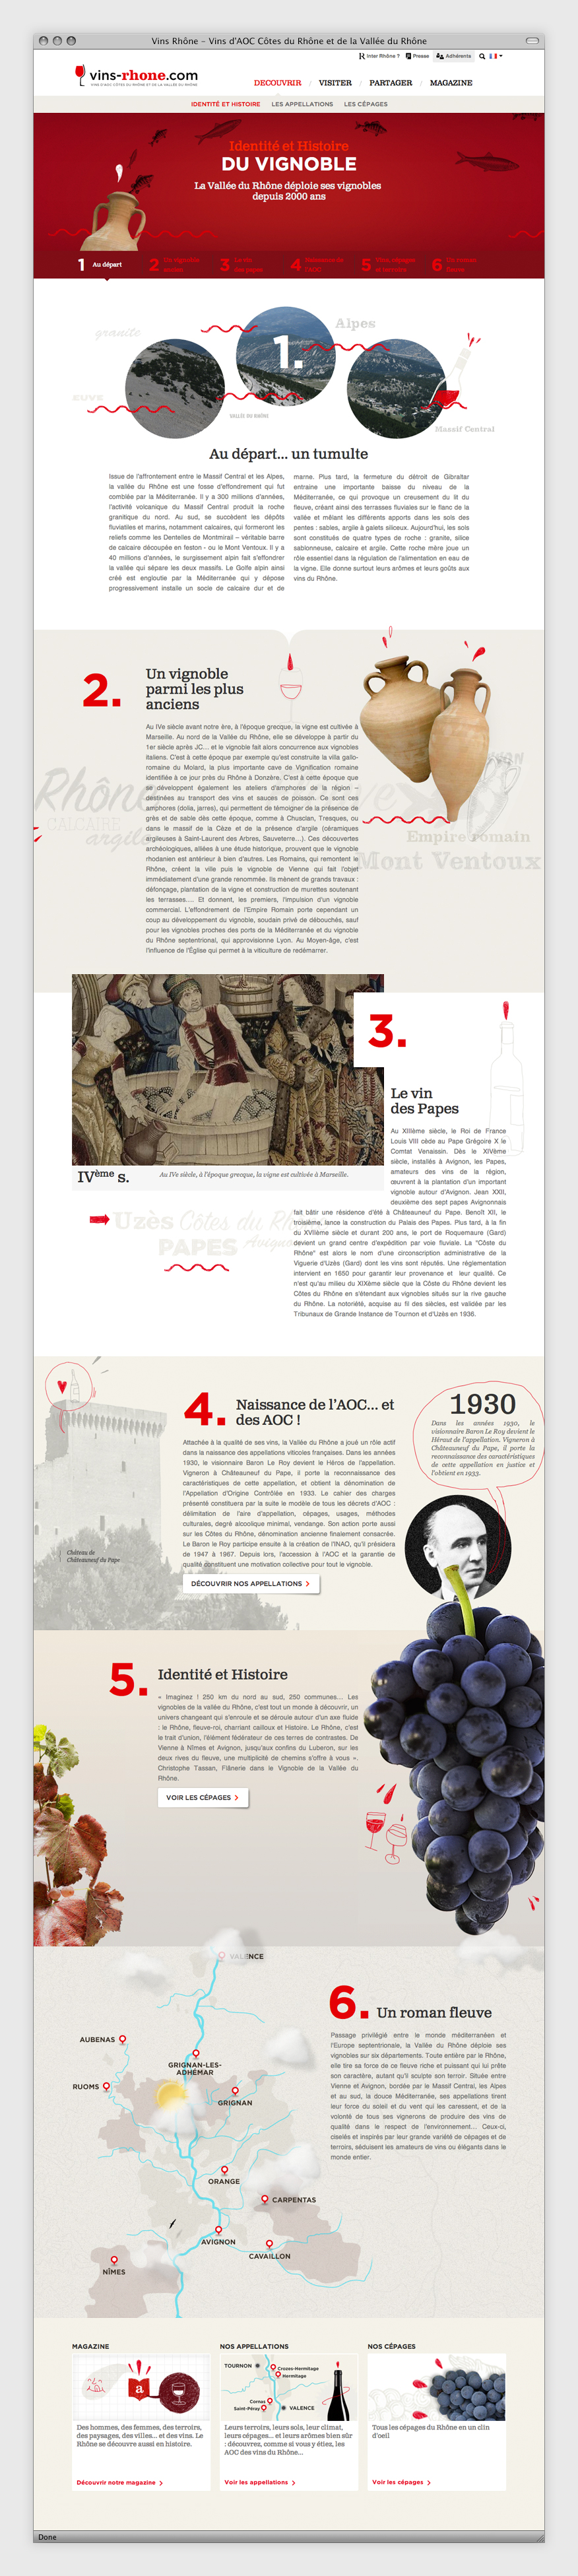 Vins Rhône – Vins d'AOC Côtes du Rhône et de la Vallée du Rhône
Inter Rhône ? Presse Adhérents
vins-rhone.com
VINS D'AOC CÔTES DU RHÔNE ET DE LA VALLÉE DU RHÔNE
DECOUVRIR / VISITER / PARTAGER / MAGAZINE
IDENTITÉ ET HISTOIRE LES APPELLATIONS LES CÉPAGES
Identité et Histoire
DU VIGNOBLE
La Vallée du Rhône déploie ses vignobles
depuis 2000 ans
1 Au départ
2 Du vignoble
3 Le vin
des papes
4 Naissance de
l'AOC
5 Vins, cépages
et terroirs
6 Un roman
fleuve
granite
Alpes
1.
VALLÉE DU RHÔNE
Massif Central
Au départ... un tumulte
Issue de l'affrontement entre le Massif Central et les Alpes,
la vallée du Rhône est une fosse d'effondrement qui fut
comblée par la Méditerranée. Il y a 300 millions d'années,
l'activité volcanique du Massif Central produit la roche
granitique du nord. Au sud, se succèdent les dépôts
fluviatiles et marins, notamment calcaires, qui formeront les
reliefs comme les Dentelles de Montmirail – véritable barre
de calcaire découpée en feston - ou le Mont Ventoux. Il y a
40 millions d'années, le surgissement alpin fait s'effondrer
la vallée qui sépare les deux massifs. Le Golfe alpin ainsi
créé est englouti par la Méditerranée qui y dépose
progressivement installe un socle de calcaire dur et de
marne. Plus tard, la fermeture du détroit de Gibraltar
entraine une importante baisse du niveau de la
Méditerranée, ce qui provoque un creusement du lit du
fleuve, créant ainsi des terrasses fluviales sur le flanc de la
vallée et mêlant les différents apports dans les sols des
pentes : sables, argile à galets siliceux. Aujourd'hui, les sols
sont constitués de quatre types de roche : granite, silice
sablonneuse, calcaire et argile. Cette roche mère joue un
rôle essentiel dans la régulation de l'alimentation en eau de
la vigne. Elle donne surtout leurs arômes et leurs goûts aux
vins du Rhône.
2.
Un vignoble
parmi les plus
anciens
Au IVe siècle avant notre ère, à l'époque grecque, la vigne est cultivée à
Marseille. Au nord de la Vallée du Rhône, elle se développe à partir du
1er siècle après JC... et le vignoble fait alors concurrence aux vignobles
italiens. C'est à cette époque par exemple qu'est construite la villa gallo-
romaine du Molard, la plus importante cave de Vignification romaine
identifiée à ce jour près du Rhône à Donzère. C'est à cette époque que
se développent également les ateliers d'amphores de la région –
destinées au transport des vins et sauces de poisson. Ce sont ces
amphores (dolia, jarres), qui permettent de témoigner de la présence de
grès et de sable dès cette époque, comme à Chusclan, Tresques, ou
dans le massif de la Cèze et de la présence d'argile (céramiques
argileuses à Saint-Laurent des Arbres, Sauveterre...). Ces découvertes
archéologiques, alliées à une étude historique, prouvent que le vignoble
rhodanien est antérieur à bien d'autres. Les Romains, qui remontent le
Rhône, créent la ville puis le vignoble de Vienne qui fait l'objet
immédiatement d'une grande renommée. Ils mènent de grands travaux :
défonçage, plantation de la vigne et construction de murettes soutenant
les terrasses.... Et donnent, les premiers, l'impulsion d'un vignoble
commercial. L'effondrement de l'Empire Romain porte cependant un
coup au développement du vignoble, soudain privé de débouchés, sauf
pour les vignobles proches des ports de la Méditerranée et du vignoble
du Rhône septentrional, qui approvisionne Lyon. Au Moyen-âge, c'est
l'influence de l'Église qui permet à la viticulture de redémarrer.
Rhône
CALCAIRE
argile
Empire romain
Mont Ventoux
3.
Le vin
des Papes
IVème s.
Au IVe siècle, à l'époque grecque, la vigne est cultivée à Marseille.
Uzès Côtes du Rh
PAPES Avigno
Au XIIIème siècle, le Roi de France
Louis VIII cède au Pape Grégoire X le
Comtat Venaissin. Dès le XIVème
siècle, installés à Avignon, les Papes,
amateurs des vins de la région,
œuvrent à la plantation d'un important
vignoble autour d'Avignon. Jean XXII,
deuxième des sept papes Avignonnais
fait bâtir une résidence d'été à Châteauneuf du Pape. Benoît XII, le
troisième, lance la construction du Palais des Papes. Plus tard, à la fin
du XVIIème siècle et durant 200 ans, le port de Roquemaure (Gard)
devient un grand centre d'expédition par voie fluviale. La "Côste du
Rhône" est alors le nom d'une circonscription administrative de la
Viguerie d'Uzès (Gard) dont les vins sont réputés. Une réglementation
intervient en 1650 pour garantir leur provenance et leur qualité. Ce
n'est qu'au milieu du XIXème siècle que la Côste du Rhône devient les
Côtes du Rhône en s'étendant aux vignobles situés sur la rive gauche
du Rhône. La notoriété, acquise au fil des siècles, est validée par les
Tribunaux de Grande Instance de Tournon et d'Uzès en 1936.
4.
Naissance de l'AOC... et
des AOC !
Attachée à la qualité de ses vins, la Vallée du Rhône a joué un rôle actif
dans la naissance des appellations viticoles françaises. Dans les années
1930, le visionnaire Baron Le Roy devient le Héros de l'appellation.
Vigneron à Châteauneuf du Pape, il porte la reconnaissance des
caractéristiques de cette appellation, et obtient la dénomination de
l'Appellation d'Origine Contrôlée en 1933. Le cahier des charges
présenté constituera par la suite le modèle de tous les décrets d'AOC :
délimitation de l'aire d'appellation, cépages, usages, méthodes
culturales, degré alcoolique minimal, vendange. Son action porte aussi
sur les Côtes du Rhône, dénomination ancienne finalement consacrée.
Le Baron Le Roy participe ensuite à la création de l'INAO, qu'il présidera
de 1947 à 1967. Depuis lors, l'accession à l'AOC et la garantie de
qualité constituent une motivation collective pour tout le vignoble.
DÉCOUVRIR NOS APPELLATIONS
Château de
Châteauneuf du Pape
1930
Dans les années 1930, le
visionnaire Baron Le Roy devient le
Héraut de l'appellation. Vigneron à
Châteauneuf du Pape, il porte la
reconnaissance des caractéristiques
de cette appellation en justice et
l'obtient en 1933.
5.
Identité et Histoire
« Imaginez ! 250 km du nord au sud, 250 communes... Les
vignobles de la vallée du Rhône, c'est tout un monde à découvrir, un
univers changeant qui s'enroule et se déroule autour d'un axe fluide
: le Rhône, fleuve-roi, charriant cailloux et Histoire. Le Rhône, c'est
le trait d'union, l'élément fédérateur de ces terres de contrastes. De
Vienne à Nîmes et Avignon, jusqu'aux confins du Luberon, sur les
deux rives du fleuve, une multiplicité de chemins s'offre à vous ».
Christophe Tassan, Flânerie dans le Vignoble de la Vallée du
Rhône.
VOIR LES CÉPAGES
VALENCE
AUBENAS
GRIGNAN-LES-
ADHÉMAR
RUOMS
GRIGNAN
ORANGE
CARPENTAS
AVIGNON
CAVAILLON
NÎMES
6.
Un roman fleuve
Passage privilégié entre le monde méditerranéen et
l'Europe septentrionale, la Vallée du Rhône déploie ses
vignobles sur six départements. Toute entière par le Rhône,
elle tire sa force de ce fleuve riche et puissant qui lui prête
son caractère, autant qu'il sculpte son terroir. Située entre
Vienne et Avignon, bordée par le Massif Central, les Alpes
et au sud, la douce Méditerranée, ses appellations tirent
leur force du soleil et du vent qui les caressent, et de la
volonté de tous ses vignerons de produire des vins de
qualité dans le respect de l'environnement... Ceux-ci,
ciselés et inspirés par leur grande variété de cépages et de
terroirs, séduisent les amateurs de vins ou élégants dans le
monde entier.
MAGAZINE
Des hommes, des femmes, des terroirs,
des paysages, des villes... et des vins. Le
Rhône se découvre aussi en histoire.
Découvrir notre magazine
NOS APPELLATIONS
TOURNON
Crozes-Hermitage
Hermitage
Cornas
Saint-Péray
VALENCE
Leurs terroirs, leurs sols, leur climat,
leurs cépages... et leurs arômes bien sûr
: découvrez, comme si vous y étiez, les
AOC des vins du Rhône...
Voir les appellations
NOS CÉPAGES
Tous les cépages du Rhône en un clin
d'oeil
Voir les cépages
Done